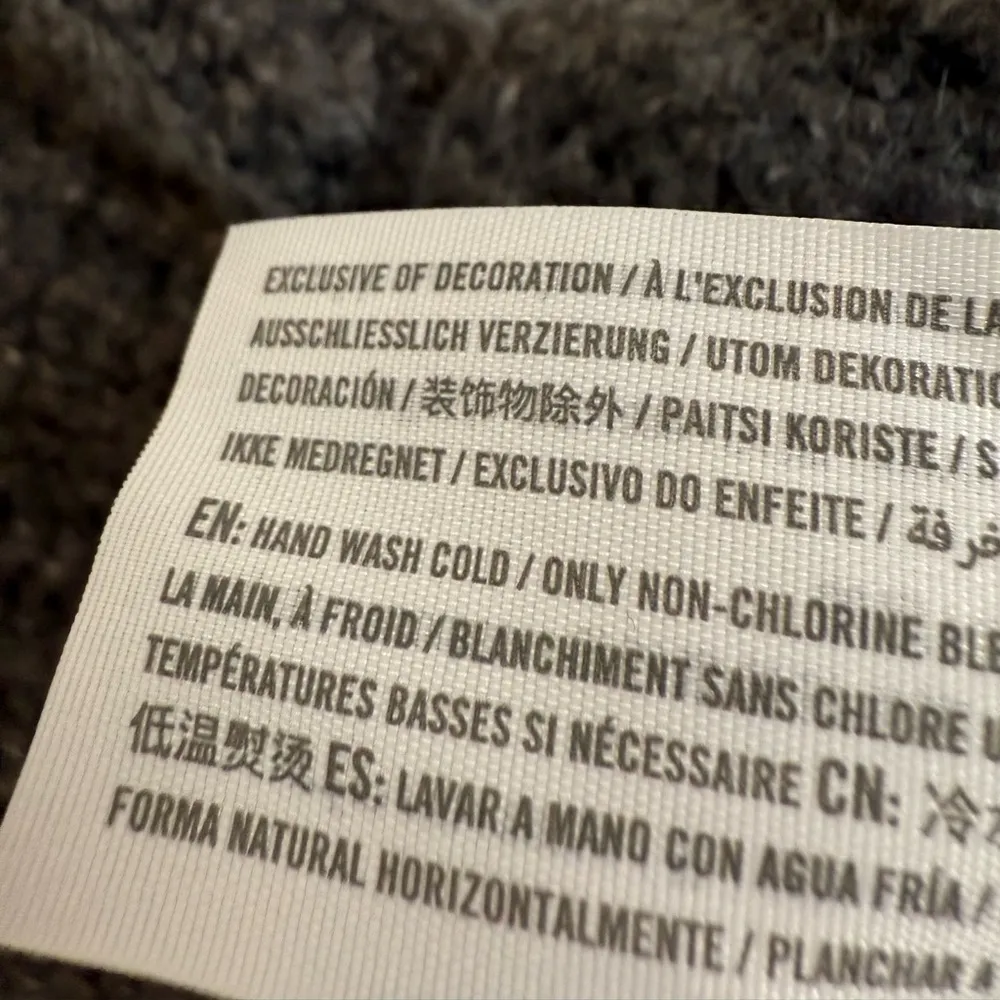 EXCLUSIVE OF DECORATION / À L'EXCLUSION DE LA
AUSSCHLIESSLICH VERZIERUNG / UTOM DEKORATIO
DECORACIÓN / 装饰物除外 / PAITSI KORISTE / S
IKKE MEDREGNET / EXCLUSIVO DO ENFEITE /
EN: HAND WASH COLD / ONLY NON-CHLORINE BLE
LA MAIN, À FROID / BLANCHIMENT SANS CHLORE
TEMPÉRATURES BASSES SI NÉCESSAIRE CN: 冷
低温熨烫 ES: LAVAR A MANO CON AGUA FRÍA /
FORMA NATURAL HORIZONTALMENTE / PLANCHAR A